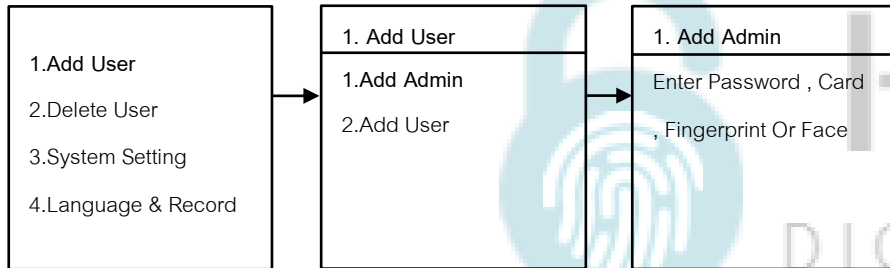 1.Add User
2.Delete User
3.System Setting
4.Language & Record
1. Add User
1.Add Admin
2.Add User
1. Add Admin
Enter Password , Card
, Fingerprint Or Face